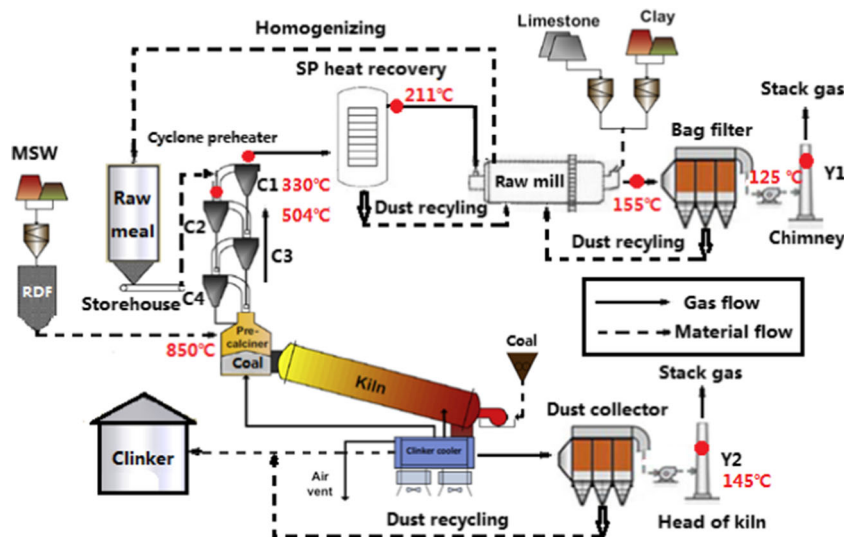 Homogenizing
Limestone
Clay
SP heat recovery
211℃
Stack gas
Cyclone preheater
Bag filter
MSW
C1
330℃
Raw
meal
Raw mill
125 ℃
Y1
504℃
155℃
C2
Dust recyling
Chimney
Dust recyling
C3
RDF
Storehouse
C4
Gas flow
Material flow
Pre-
calciner
850℃
Coal
Coal
Kiln
Stack gas
Dust collector
Clinker
Clinker cooler
Y2
145℃
Air
vent
Dust recycling
Head of kiln